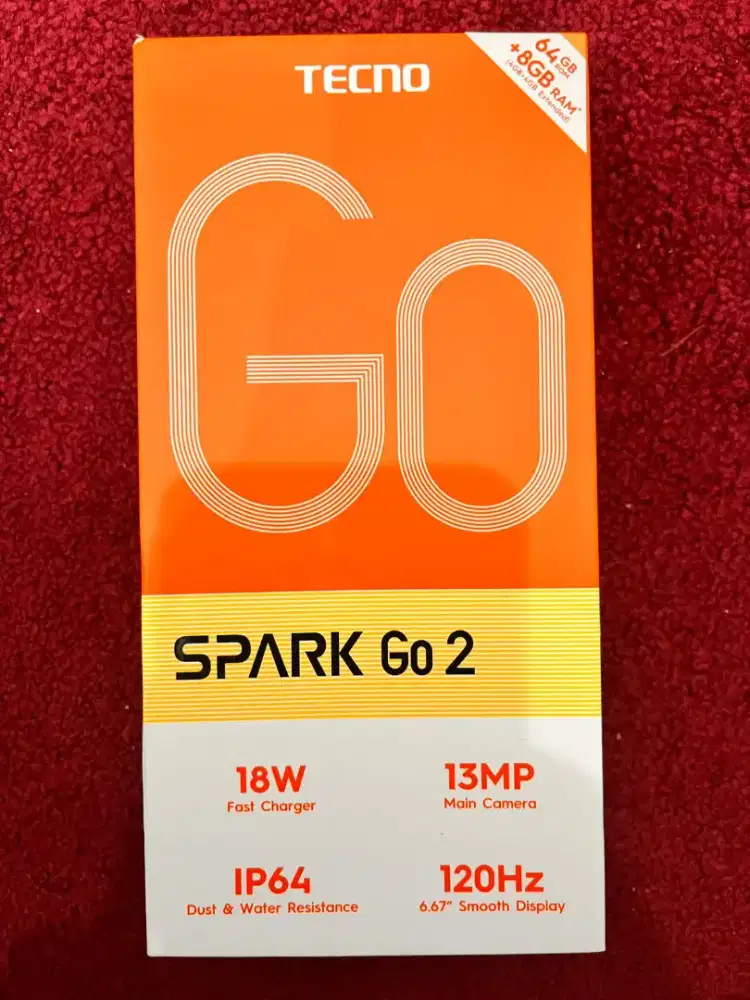 TECNO
64GB
ROM
+8GB RAM*
(4GB+4GB Extended)
Go
SPARK Go 2
18W
Fast Charger
13MP
Main Camera
IP64
Dust & Water Resistance
120Hz
6.67" Smooth Display